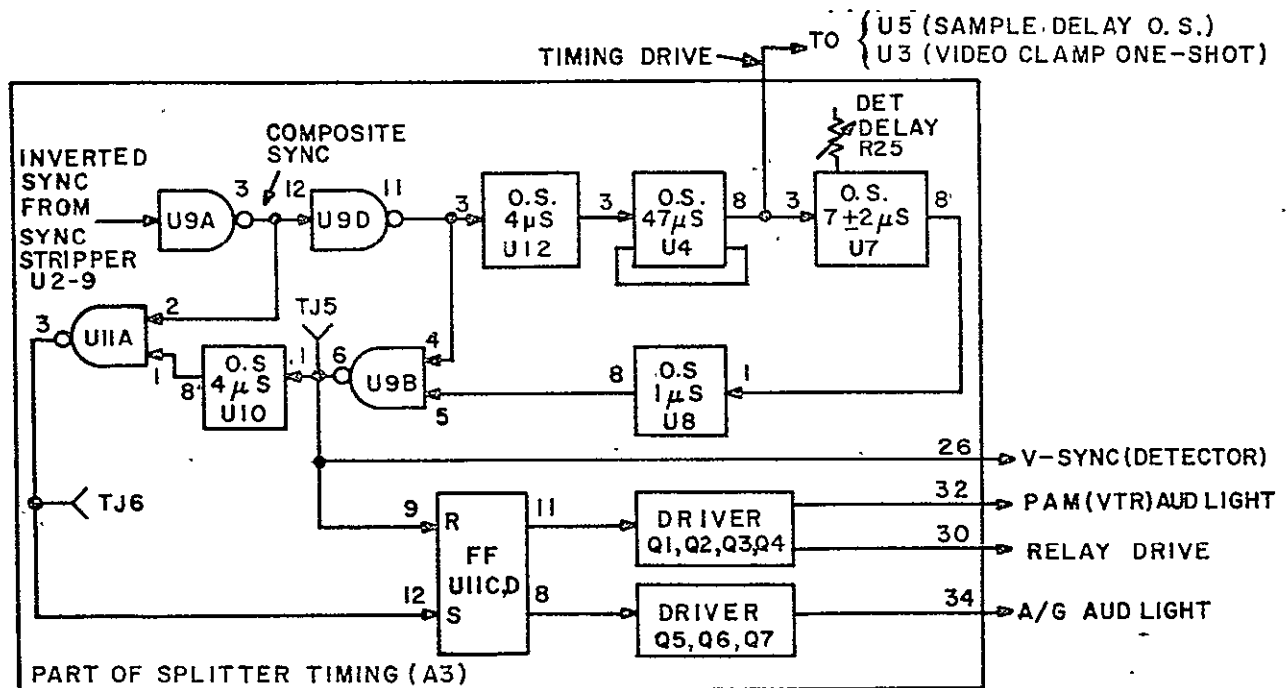 TIMING DRIVE
TO { U5 (SAMPLE DELAY O.S.)
U3 (VIDEO CLAMP ONE-SHOT)
DET
DELAY
R25
COMPOSITE
SYNC
INVERTED
SYNC
FROM
SYNC
STRIPPER
U2-9
U9A
3
12
U9D
11
3
O.S.
4µS
U12
3
O.S.
47µS
U4
8
3
O.S.
7±2µS
U7
8
3
U11A
2
1
8
O.S
4µS
U10
1
TJ5
6
U9B
4
5
8
O.S
1µS
U8
1
TJ6
26
V-SYNC(DETECTOR)
9
R
FF
U11C,D
12
S
11
8
DRIVER
Q1,Q2,Q3,Q4
32
PAM(VTR)AUD LIGHT
30
RELAY DRIVE
DRIVER
Q5,Q6,Q7
34
A/G AUD LIGHT
PART OF SPLITTER TIMING (A3)